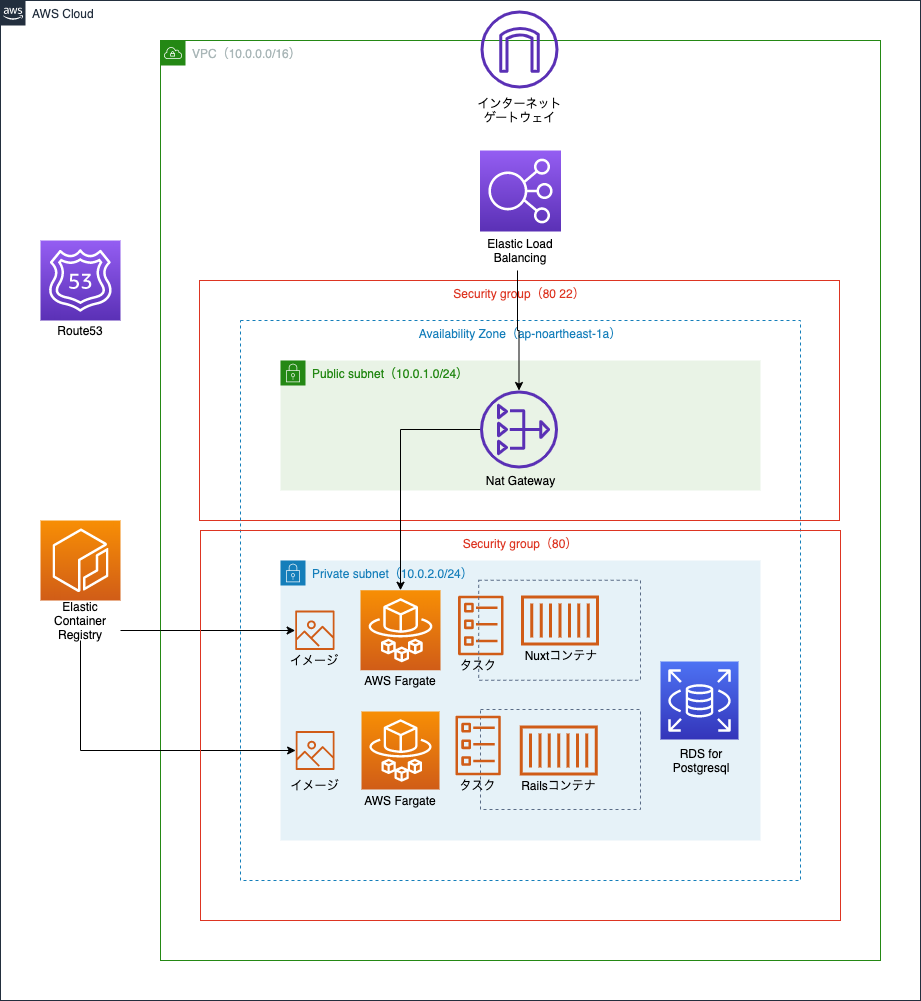 aws
AWS Cloud
VPC（10.0.0.0/16）
インターネット
ゲートウェイ
Elastic Load
Balancing
53
Route53
Security group（80 22）
Availability Zone（ap-noartheast-1a）
Public subnet（10.0.1.0/24）
Nat Gateway
Elastic
Container
Registry
Security group（80）
Private subnet（10.0.2.0/24）
イメージ
AWS Fargate
タスク
Nuxtコンテナ
RDS for
Postgresql
イメージ
AWS Fargate
タスク
Railsコンテナ